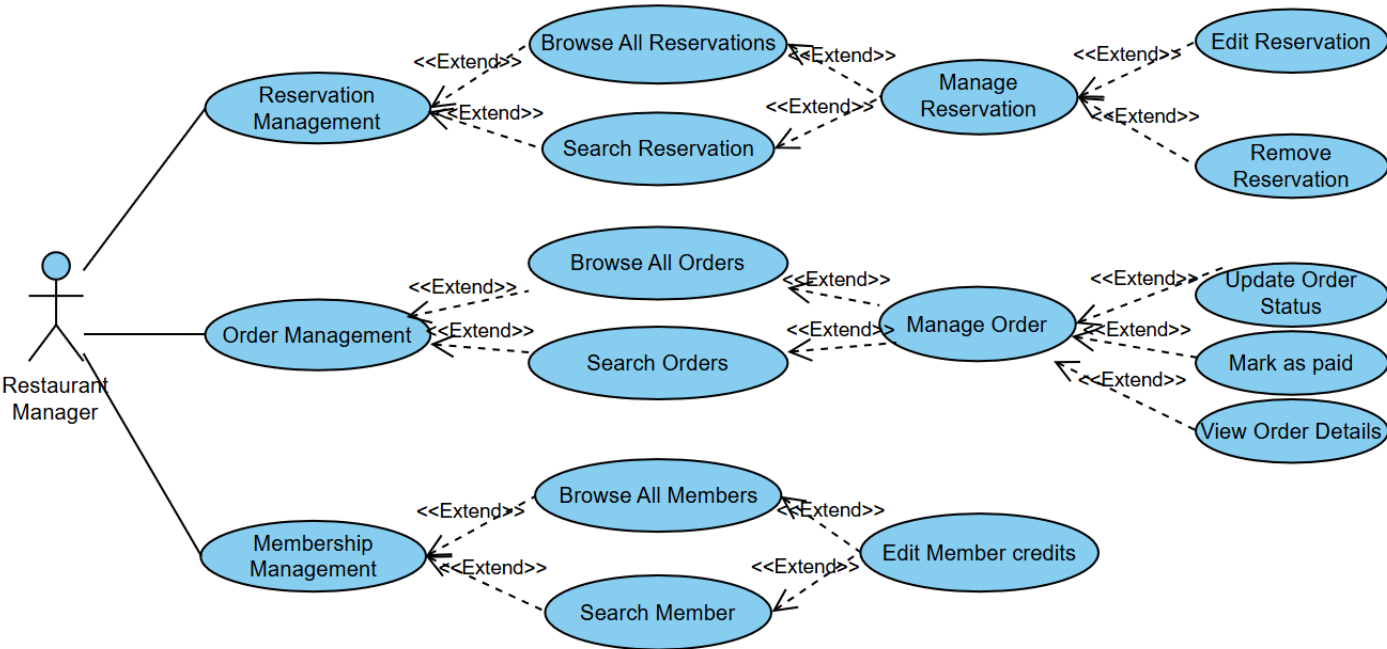 Browse All Reservations
<<Extend>>
<<Extend>>
Edit Reservation
<<Extend>>
Reservation
Management
<<Extend>>
Manage
Reservation
<<Extend>>
<<Extend>>
Search Reservation
Remove
Reservation
Browse All Orders
<<Extend>>
<<Extend>>
<<Extend>>
Update Order
Status
Order Management
<<Extend>>
<<Extend>>
Manage Order
<<Extend>>
Search Orders
Mark as paid
<<Extend>>
Restaurant
Manager
View Order Details
Browse All Members
<<Extend>>
<<Extend>>
Membership
Management
<<Extend>>
<<Extend>>
Edit Member credits
Search Member